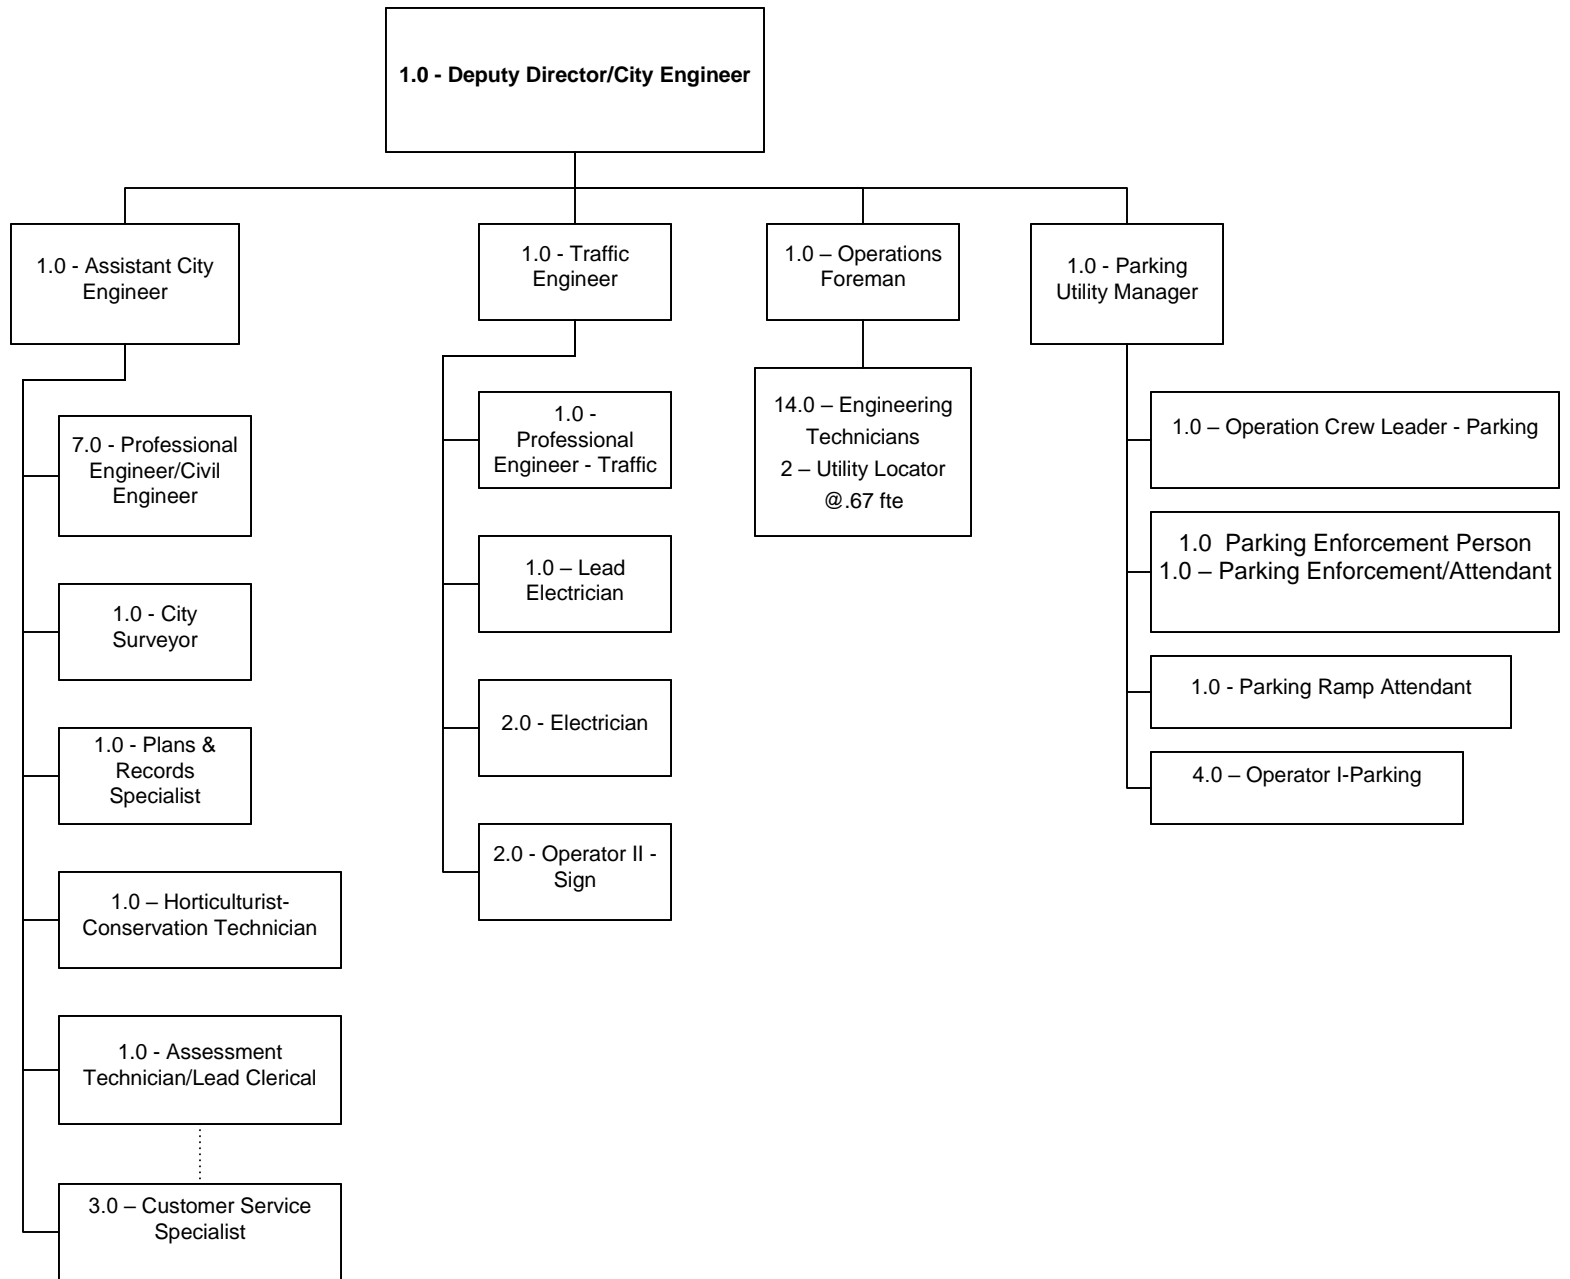 1.0 - Deputy Director/City Engineer
1.0 - Assistant City
Engineer
1.0 - Traffic
Engineer
1.0 – Operations
Foreman
1.0 - Parking
Utility Manager
7.0 - Professional
Engineer/Civil
Engineer
1.0 - City
Surveyor
1.0 - Plans &
Records
Specialist
1.0 – Horticulturist-
Conservation Technician
1.0 - Assessment
Technician/Lead Clerical
3.0 – Customer Service
Specialist
1.0 -
Professional
Engineer - Traffic
1.0 – Lead
Electrician
2.0 - Electrician
2.0 - Operator II -
Sign
14.0 – Engineering
Technicians
2 – Utility Locator
@.67 fte
1.0 – Operation Crew Leader - Parking
1.0  Parking Enforcement Person
1.0 – Parking Enforcement/Attendant
1.0 - Parking Ramp Attendant
4.0 – Operator I-Parking